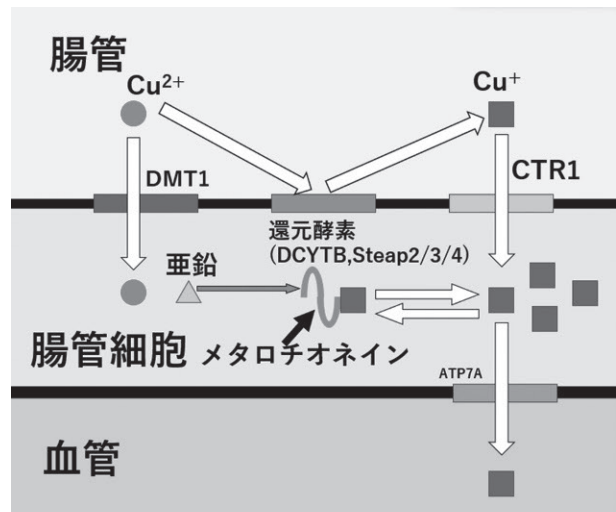 腸管
Cu²⁺
Cu⁺
DMT1
CTR1
還元酵素
(DCYTB,Steap2/3/4)
亜鉛
腸管細胞
メタロチオネイン
ATP7A
血管